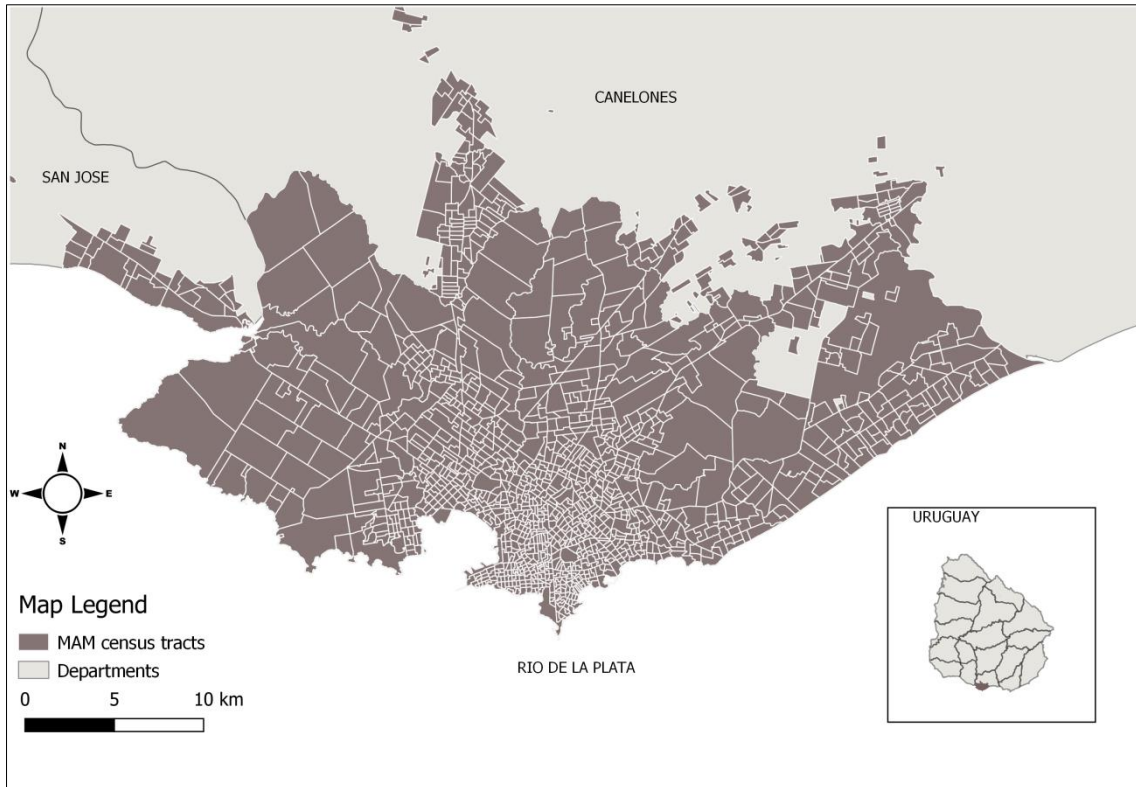 CANELONES
SAN JOSE
N
W E
S
URUGUAY
Map Legend
MAM census tracts
Departments
RIO DE LA PLATA
0 5 10 km